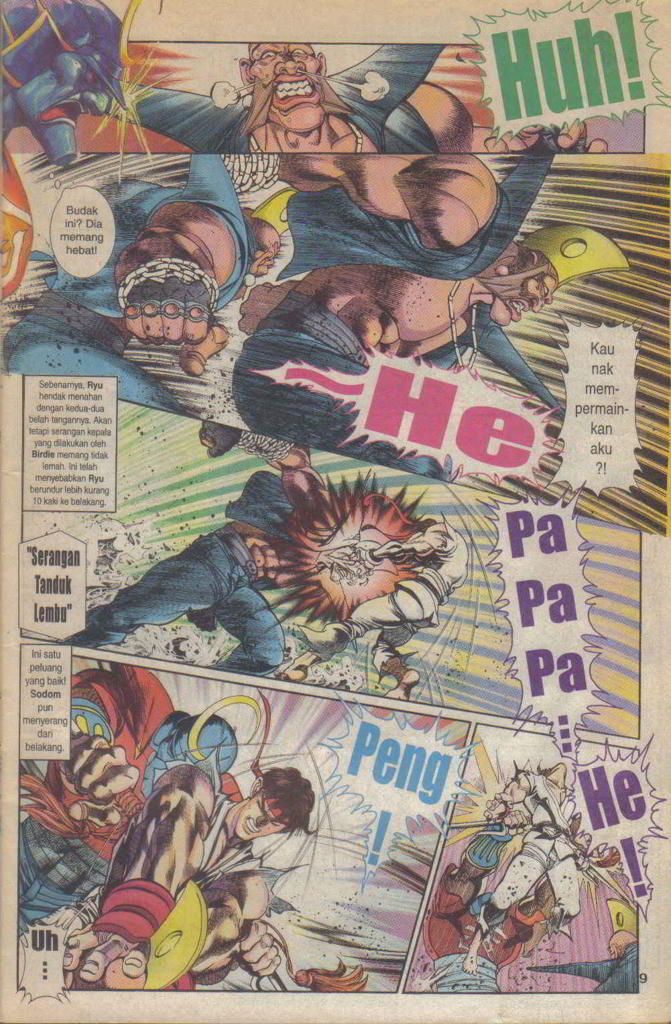 Huh!
Budak
ini? Dia
memang
hebat!
Kau
nak
mem-
permain-
kan
aku
?!
~He
Sebenarnya, Ryu
hendak menahan
dengan kedua-dua
belah tangannya. Akan
tetapi serangan kepala
yang dilakukan oleh
Birdie memang tidak
lemah. Ini telah
menyebabkan Ryu
berundur lebih kurang
10 kaki ke belakang.
"Serangan
Tanduk
Lembu"
Pa
Pa
Pa
...
Ini satu
peluang
yang baik!
Sodom
pun
menyerang
dari
belakang.
Peng
!
He
!
Uh
...
9